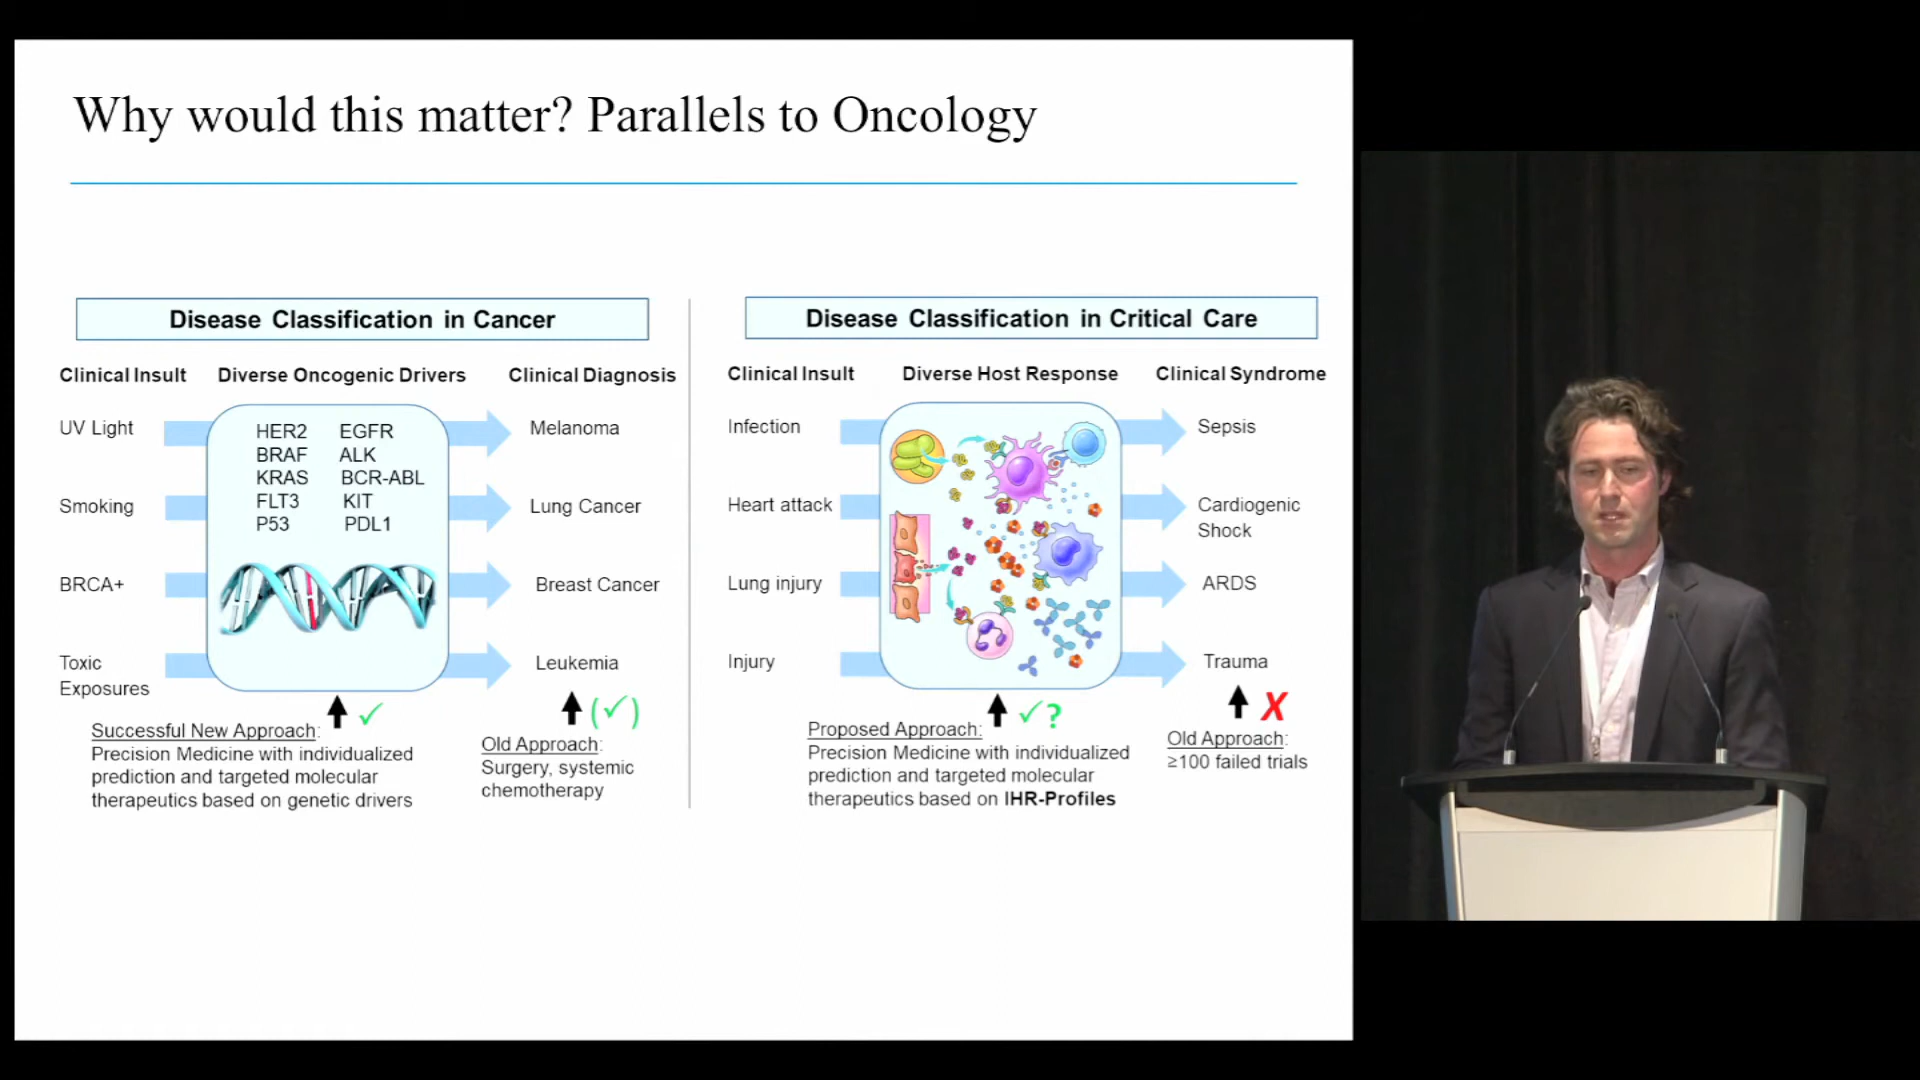 Why would this matter? Parallels to Oncology
Disease Classification in Cancer
Clinical Insult
Diverse Oncogenic Drivers
Clinical Diagnosis
UV Light
Smoking
BRCA+
Toxic
Exposures
HER2 EGFR
BRAF ALK
KRAS BCR-ABL
FLT3 KIT
P53 PDL1
Melanoma
Lung Cancer
Breast Cancer
Leukemia
✓
(✓)
Successful New Approach:
Precision Medicine with individualized
prediction and targeted molecular
therapeutics based on genetic drivers
Old Approach:
Surgery, systemic
chemotherapy
Disease Classification in Critical Care
Clinical Insult
Diverse Host Response
Clinical Syndrome
Infection
Heart attack
Lung injury
Injury
Sepsis
Cardiogenic
Shock
ARDS
Trauma
✓?
X
Proposed Approach:
Precision Medicine with individualized
prediction and targeted molecular
therapeutics based on IHR-Profiles
Old Approach:
≥100 failed trials